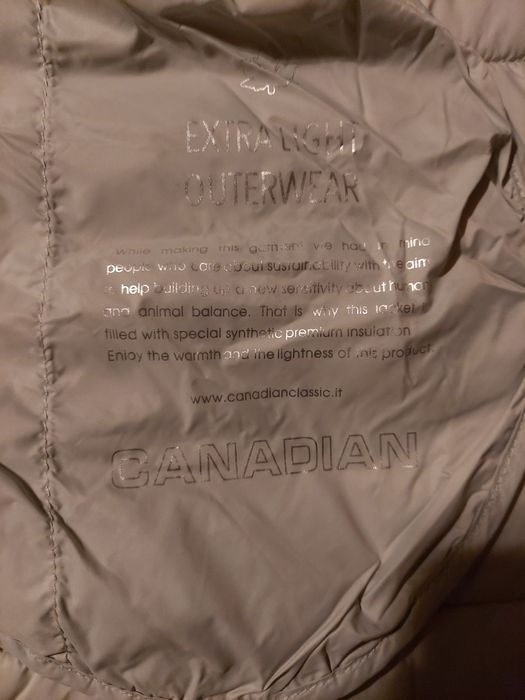 EXTRA LIGHT
OUTERWEAR
While making this garment we had in mind
people who care about sustainability with the aim
to help building up a new sensitivity about human
and animal balance. That is why this jacket is
filled with special synthetic premium insulation
Enjoy the warmth and the lightness of this product.
www.canadianclassic.it
CANADIAN